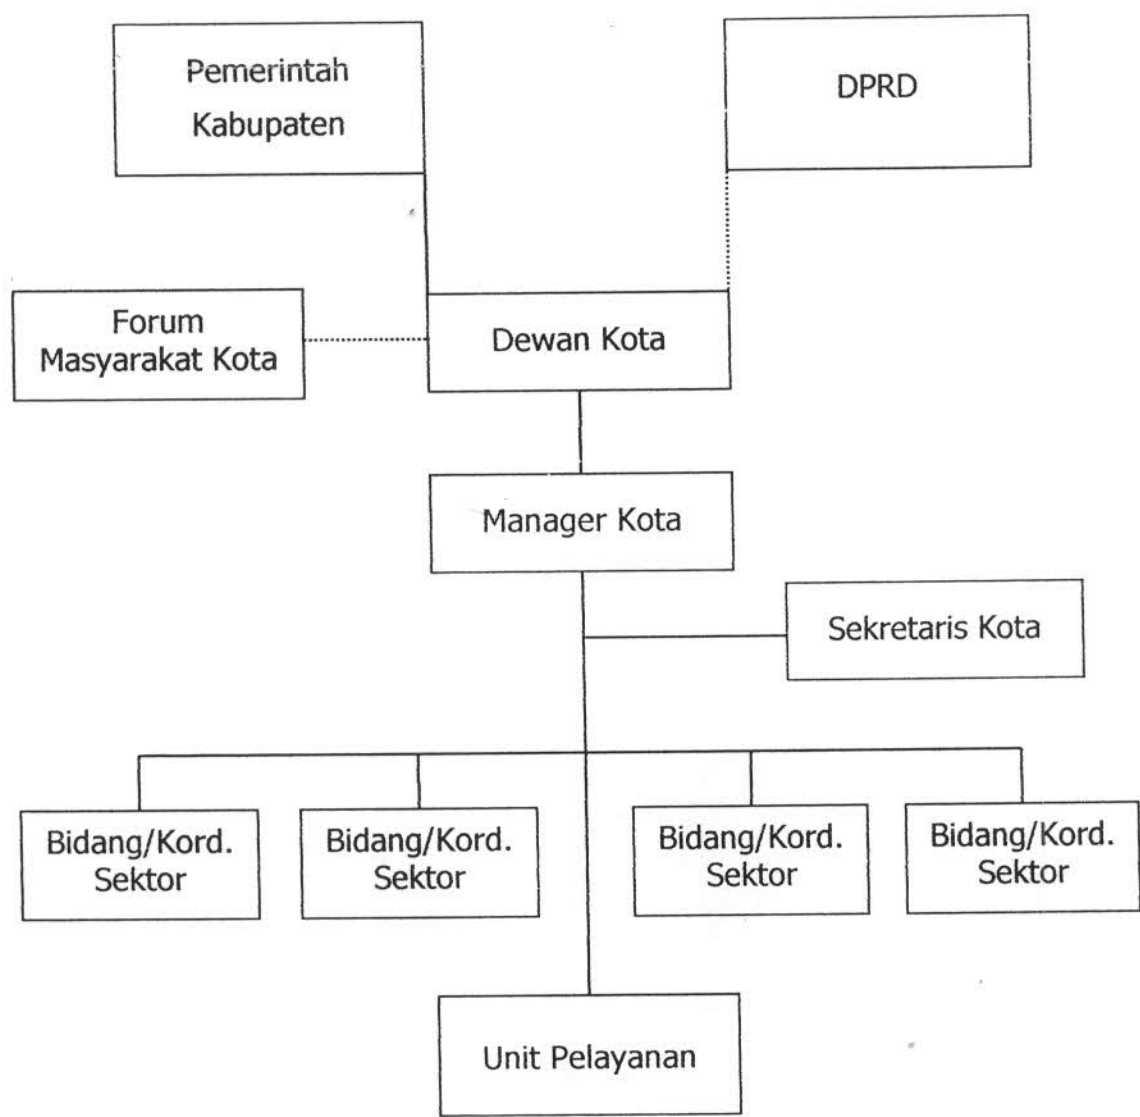 Pemerintah
Kabupaten
DPRD
Forum
Masyarakat Kota
Dewan Kota
Manager Kota
Sekretaris Kota
Bidang/Kord.
Sektor
Bidang/Kord.
Sektor
Bidang/Kord.
Sektor
Bidang/Kord.
Sektor
Unit Pelayanan